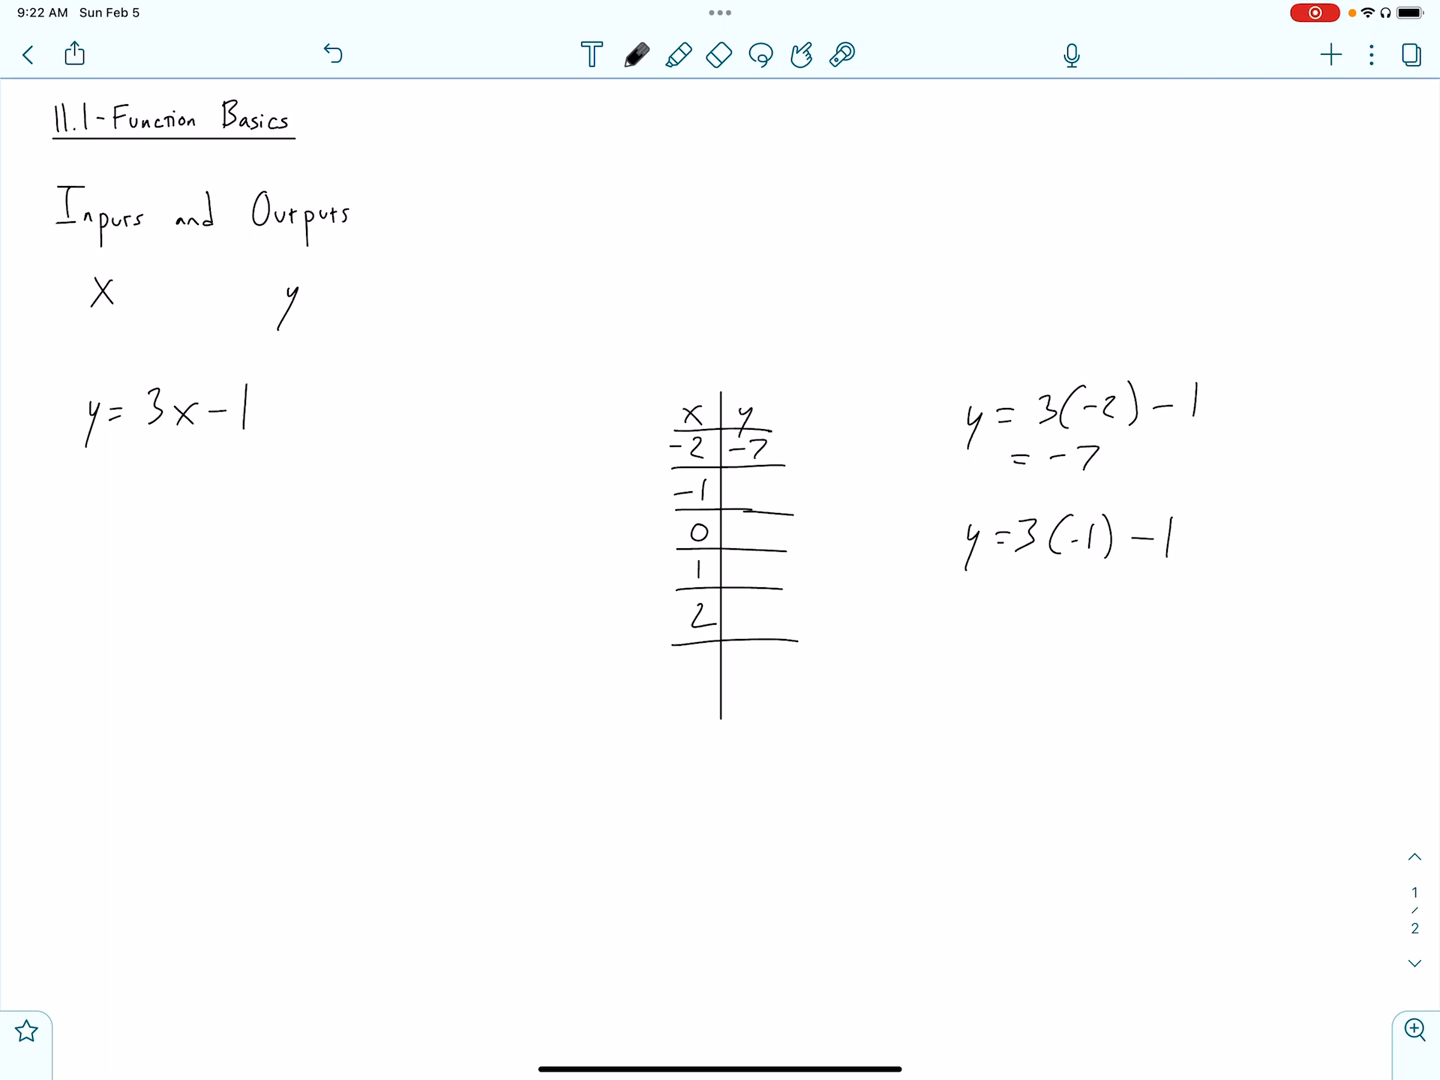 9:22 AM Sun Feb 5
T
11.1-Function Basics
Inputs and Outputs
x y
y = 3x - 1
x y
-2 -7
-1
0
1
2
y = 3(-2) - 1
= -7
y = 3(-1) - 1
1
/
2